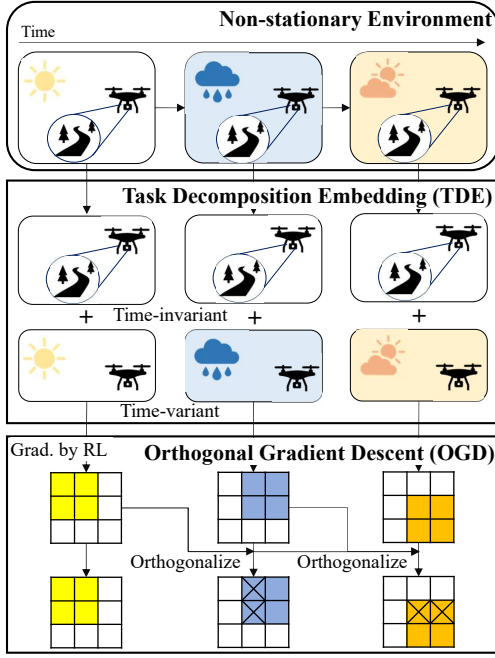 Non-stationary Environment
Time
Task Decomposition Embedding (TDE)
+ Time-invariant + +
Time-variant
Orthogonal Gradient Descent (OGD)
Grad. by RL
Orthogonalize Orthogonalize